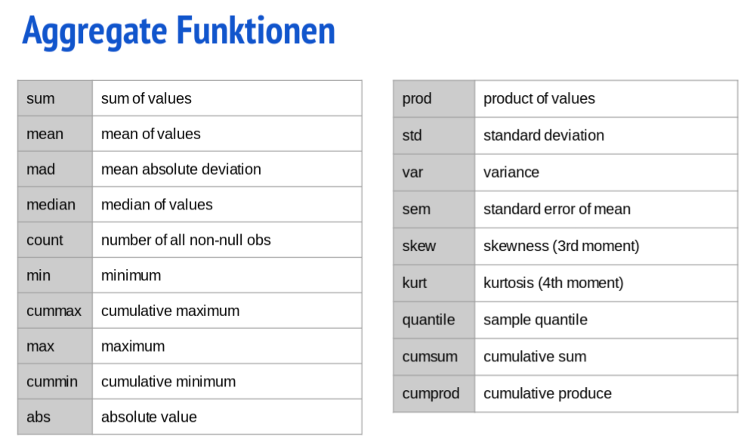 Aggregate Funktionen
sum sum of values
mean mean of values
mad mean absolute deviation
median median of values
count number of all non-null obs
min minimum
cummax cumulative maximum
max maximum
cummin cumulative minimum
abs absolute value
prod product of values
std standard deviation
var variance
sem standard error of mean
skew skewness (3rd moment)
kurt kurtosis (4th moment)
quantile sample quantile
cumsum cumulative sum
cumprod cumulative produce